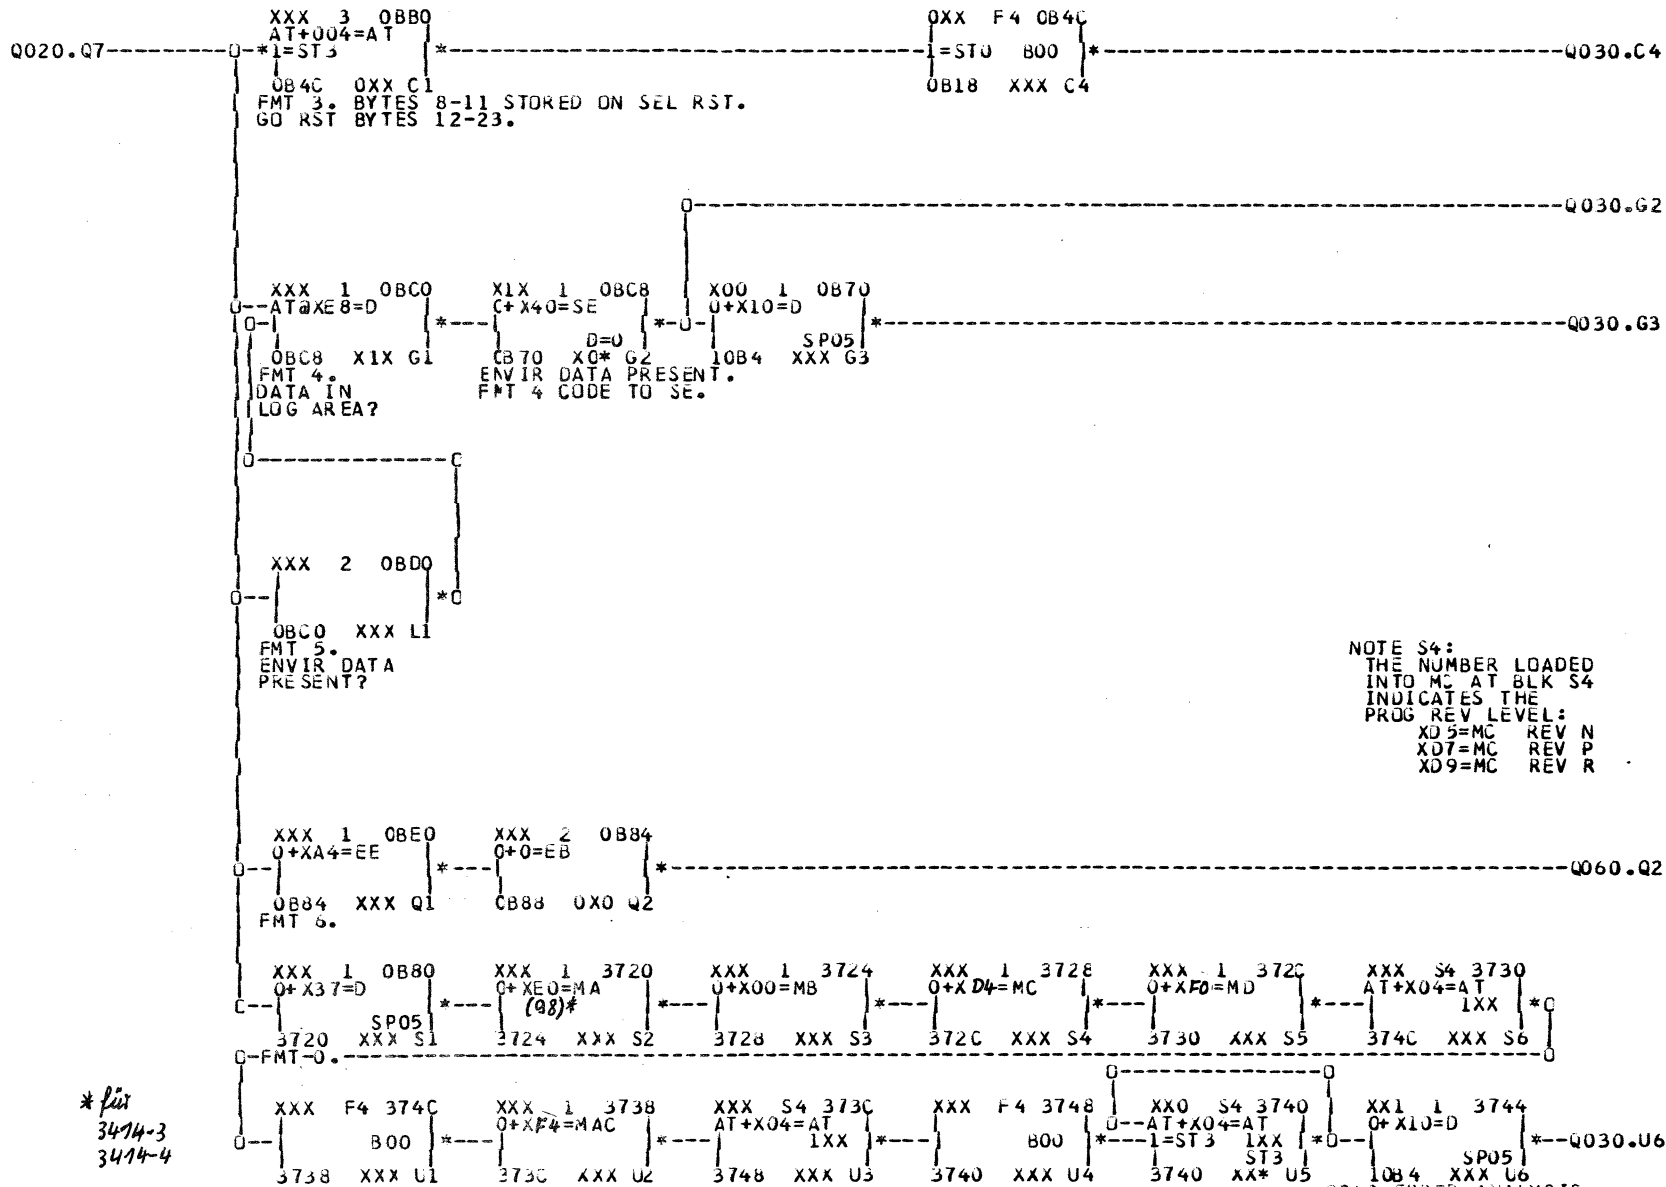 XXX 3 0BB0 0XX F4 0B4C
AT+004=AT
Q020.Q7 1=ST3 1=ST0 B00 Q030.C4
0B4C 0XX C1 0B18 XXX C4
FMT 3. BYTES 8-11 STORED ON SEL RST.
GO RST BYTES 12-23.
Q030.G2
XXX 1 0BC0 X1X 1 0BC8 X00 1 0B70
AT@XE8=D C+X40=SE 0+X10=D
Q030.G3
D=0 SP05
0BC8 X1X G1 CB70 X0* G2 10B4 XXX G3
FMT 4. ENVIR DATA PRESENT.
DATA IN FMT 4 CODE TO SE.
LOG AREA?
XXX 2 0BD0
0BC0 XXX L1
FMT 5.
ENVIR DATA
PRESENT?
NOTE S4:
THE NUMBER LOADED
INTO MC AT BLK S4
INDICATES THE
PROG REV LEVEL:
XD5=MC REV N
XD7=MC REV P
XD9=MC REV R
XXX 1 0BE0 XXX 2 0B84
0+XA4=EE 0+0=EB
Q060.Q2
0B84 XXX Q1 CB88 0X0 Q2
FMT 6.
XXX 1 0B80 XXX 1 3720 XXX 1 3724 XXX 1 3728 XXX 1 372C XXX S4 3730
0+X37=D 0+XE0=MA 0+X00=MB 0+XD4=MC 0+XF0=MD AT+X04=AT
(98)* 1XX
SP05
3720 XXX S1 3724 XXX S2 3728 XXX S3 372C XXX S4 3730 XXX S5 374C XXX S6
FMT 0.
XXX F4 374C XXX 1 3738 XXX S4 373C XXX F4 3748 XX0 S4 3740 XX1 1 3744
0+XF4=MAC AT+X04=AT AT+X04=AT 0+X10=D
B00 1XX B00 1=ST3 1XX Q030.U6
ST3 SP05
3738 XXX U1 373C XXX U2 3748 XXX U3 3740 XXX U4 3740 XX* U5 10B4 XXX U6
* für
3414-3
3414-4